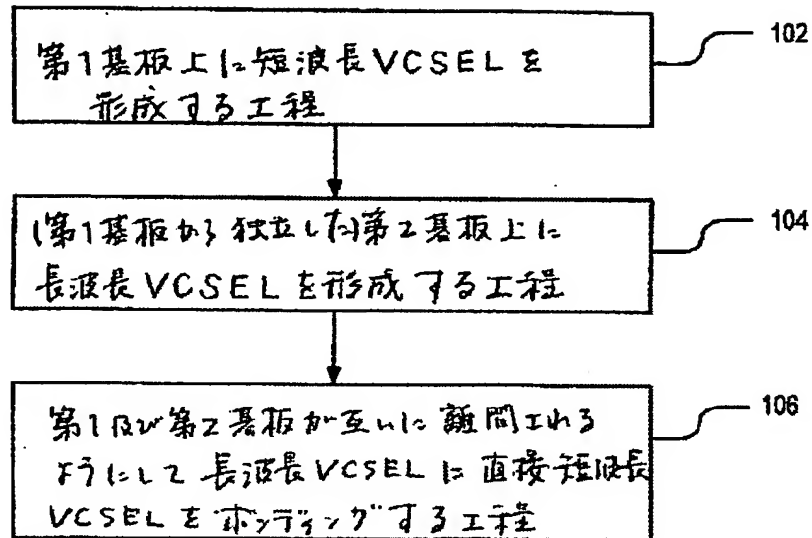 第1基板上に短波長VCSELを
形成する工程
102
(第1基板から独立した)第2基板上に
長波長VCSELを形成する工程
104
第1及び第2基板が互いに離間される
ようにして長波長VCSELに直接短波長
VCSELをボンディングする工程
106